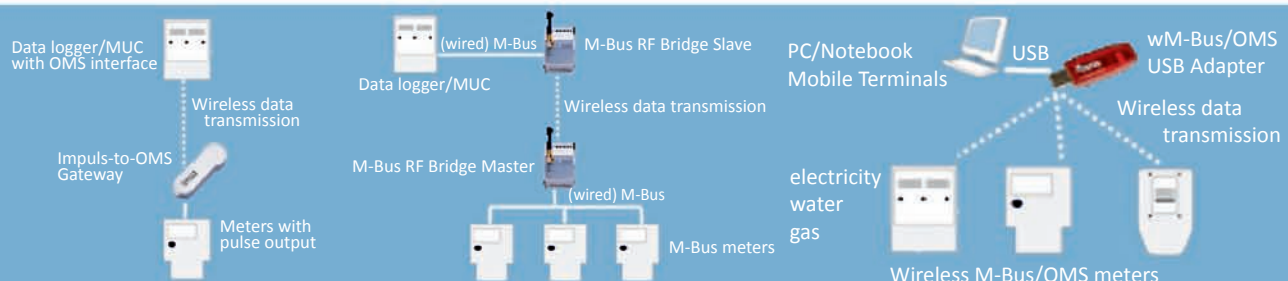 Data logger/MUC
with OMS interface
Wireless data
transmission
Impuls-to-OMS
Gateway
Meters with
pulse output
(wired) M-Bus
M-Bus RF Bridge Slave
Data logger/MUC
Wireless data transmission
M-Bus RF Bridge Master
(wired) M-Bus
M-Bus meters
PC/Notebook
Mobile Terminals
USB
wM-Bus/OMS
USB Adapter
Wireless data
transmission
electricity
water
gas
Wireless M-Bus/OMS meters